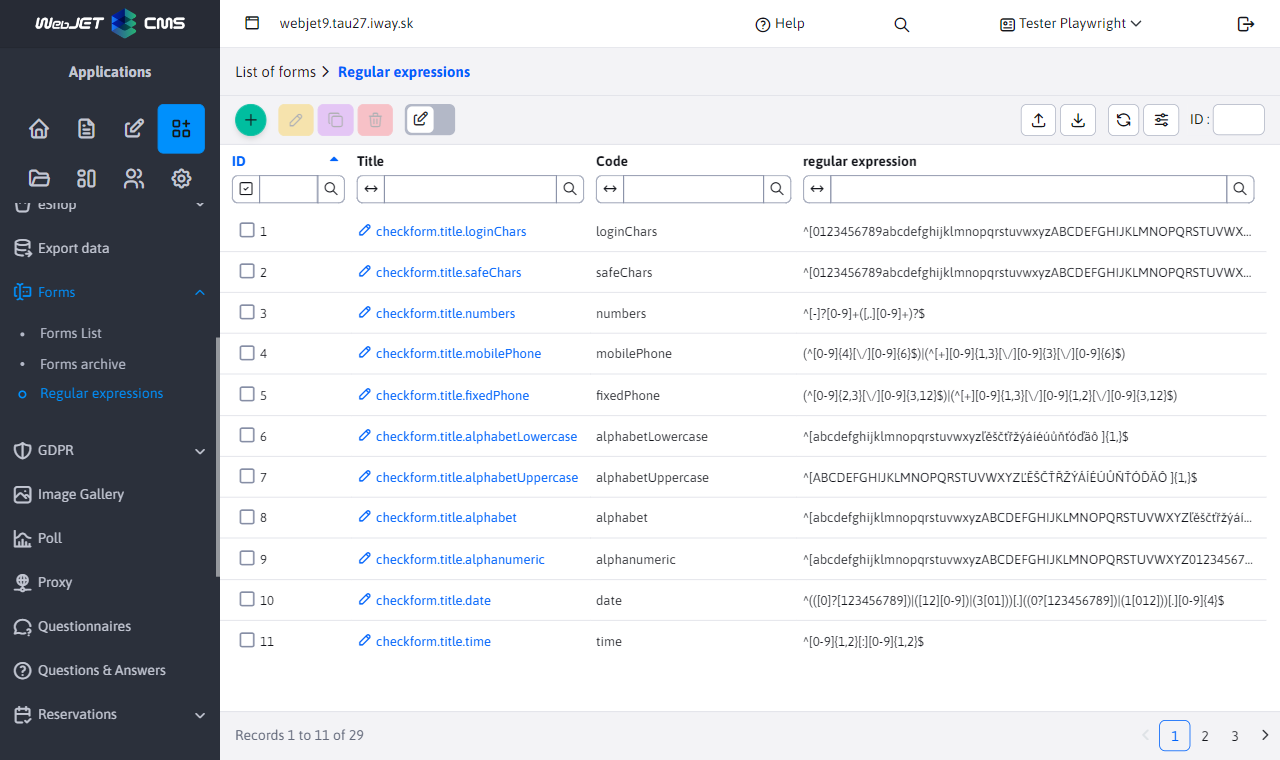 WebJET CMS
webjet9.tau27.iway.sk
Help
Tester Playwright
Applications
List of forms > Regular expressions
ID :
ID Title Code regular expression
1 checkform.title.loginChars loginChars ^[0123456789abcdefghijklmnopqrstuvwxyzABCDEFGHIJKLMNOPQRSTUVWX...
2 checkform.title.safeChars safeChars ^[0123456789abcdefghijklmnopqrstuvwxyzABCDEFGHIJKLMNOPQRSTUVWX...
3 checkform.title.numbers numbers ^[-]?[0-9]+([,.][0-9]+)?$
4 checkform.title.mobilePhone mobilePhone (^[0-9]{4}[\/][0-9]{6}$)|(^[+][0-9]{1,3}[\/][0-9]{3}[\/][0-9]{6}$)
5 checkform.title.fixedPhone fixedPhone (^[0-9]{2,3}[\/][0-9]{3,12}$)|(^[+][0-9]{1,3}[\/][0-9]{1,2}[\/][0-9]{3,12}$)
6 checkform.title.alphabetLowercase alphabetLowercase ^[abcdefghijklmnopqrstuvwxyzľěščťřžýáíéúůňťóďäô ]{1,}$
7 checkform.title.alphabetUppercase alphabetUppercase ^[ABCDEFGHIJKLMNOPQRSTUVWXYZĽĚŠČŤŘŽÝÁÍÉÚŮŇŤÓĎÄÔ ]{1,}$
8 checkform.title.alphabet alphabet ^[abcdefghijklmnopqrstuvwxyzABCDEFGHIJKLMNOPQRSTUVWXYZľěščťřžýáí...
9 checkform.title.alphanumeric alphanumeric ^[abcdefghijklmnopqrstuvwxyzABCDEFGHIJKLMNOPQRSTUVWXYZ01234567...
10 checkform.title.date date ^(([0]?[123456789])|([12][0-9])|(3[01]))[.]((0?[123456789])|(1[012]))[.][0-9]{4}$
11 checkform.title.time time ^[0-9]{1,2}[:][0-9]{1,2}$
eShop
Export data
Forms
Forms List
Forms archive
Regular expressions
GDPR
Image Gallery
Poll
Proxy
Questionnaires
Questions & Answers
Reservations
Records 1 to 11 of 29
1 2 3